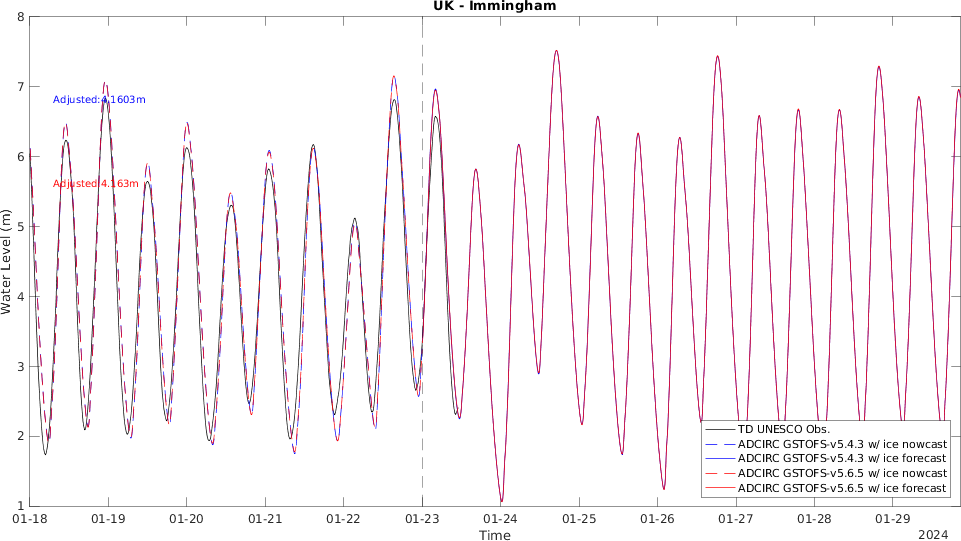 UK - Immingham
8
7
6
5
4
3
2
1
Water Level (m)
Adjusted:4.1603m
Adjusted:4.163m
TD UNESCO Obs.
ADCIRC GSTOFS-v5.4.3 w/ ice nowcast
ADCIRC GSTOFS-v5.4.3 w/ ice forecast
ADCIRC GSTOFS-v5.6.5 w/ ice nowcast
ADCIRC GSTOFS-v5.6.5 w/ ice forecast
01-18 01-19 01-20 01-21 01-22 01-23 01-24 01-25 01-26 01-27 01-28 01-29
Time
2024